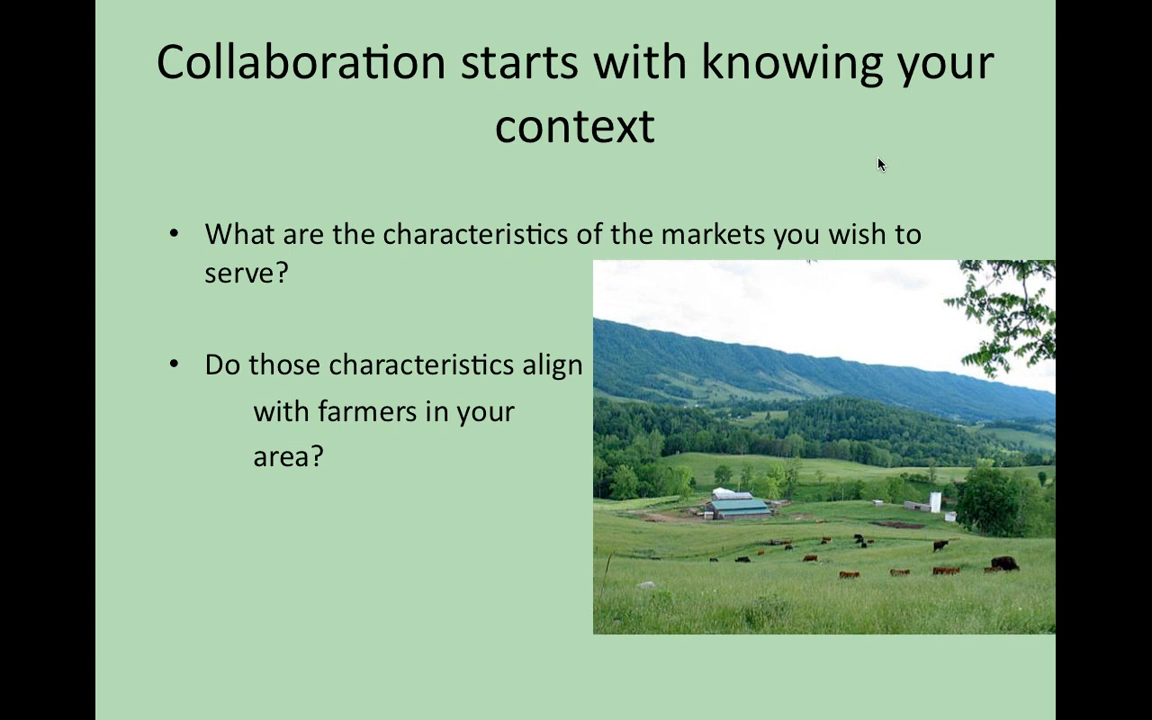 Collaboration starts with knowing your
context
• What are the characteristics of the markets you wish to
serve?
• Do those characteristics align
with farmers in your
area?